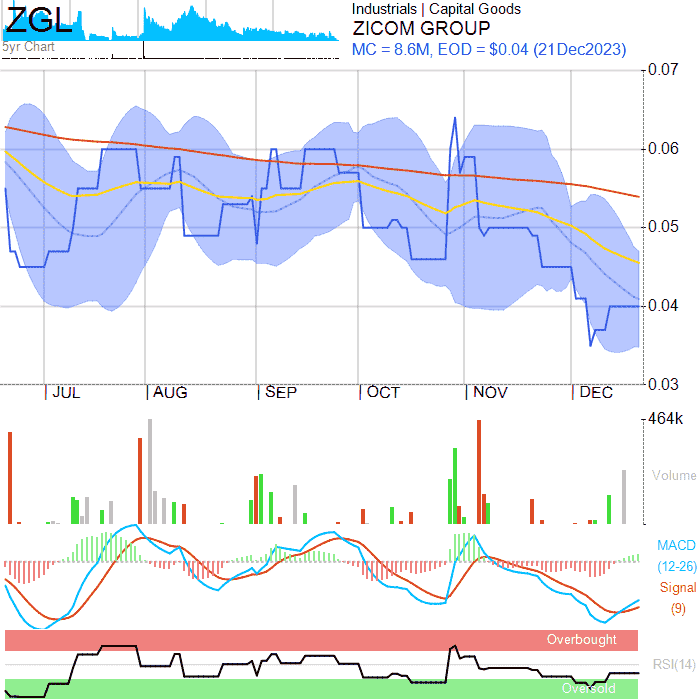 ZGL
5yr Chart
Industrials | Capital Goods
ZICOM GROUP
MC = 8.6M, EOD = $0.04 (21Dec2023)
0.07
0.06
0.05
0.04
0.03
JUL AUG SEP OCT NOV DEC
464k
Volume
MACD
(12-26)
Signal
(9)
Overbought
RSI(14)
Oversold